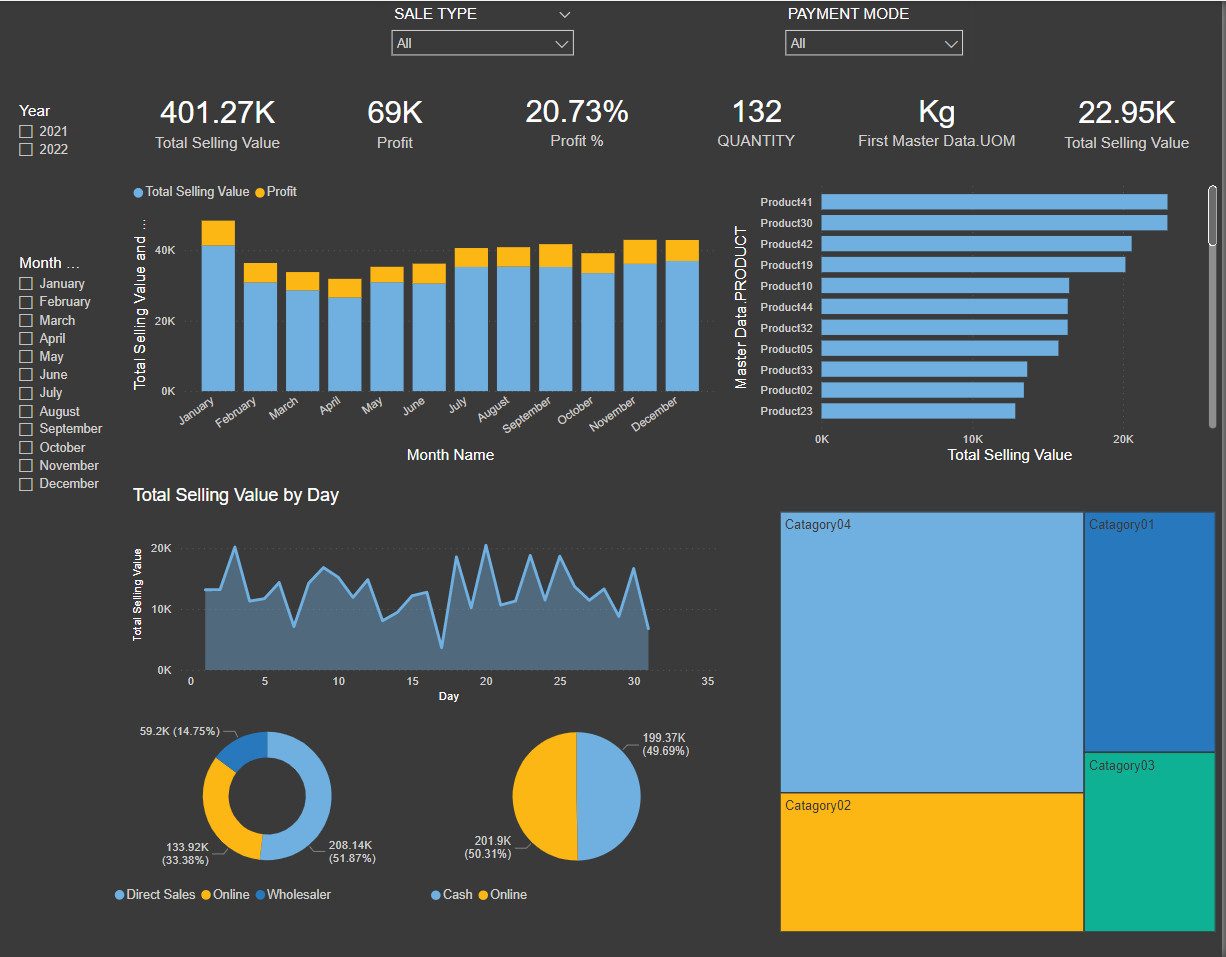 SALE TYPE
All
PAYMENT MODE
All
Year
2021
2022
401.27K
Total Selling Value
69K
Profit
20.73%
Profit %
132
QUANTITY
Kg
First Master Data.UOM
22.95K
Total Selling Value
Month ...
January
February
March
April
May
June
July
August
September
October
November
December
Total Selling Value Profit
Total Selling Value and ...
40K
20K
0K
January
February
March
April
May
June
July
August
September
October
November
December
Month Name
Master Data.PRODUCT
Product41
Product30
Product42
Product19
Product10
Product44
Product32
Product05
Product33
Product02
Product23
0K 10K 20K
Total Selling Value
Total Selling Value by Day
Total Selling Value
20K
10K
0K
0 5 10 15 20 25 30 35
Day
59.2K (14.75%)
133.92K
(33.38%)
208.14K
(51.87%)
Direct Sales Online Wholesaler
199.37K
(49.69%)
201.9K
(50.31%)
Cash Online
Catagory04
Catagory01
Catagory02
Catagory03